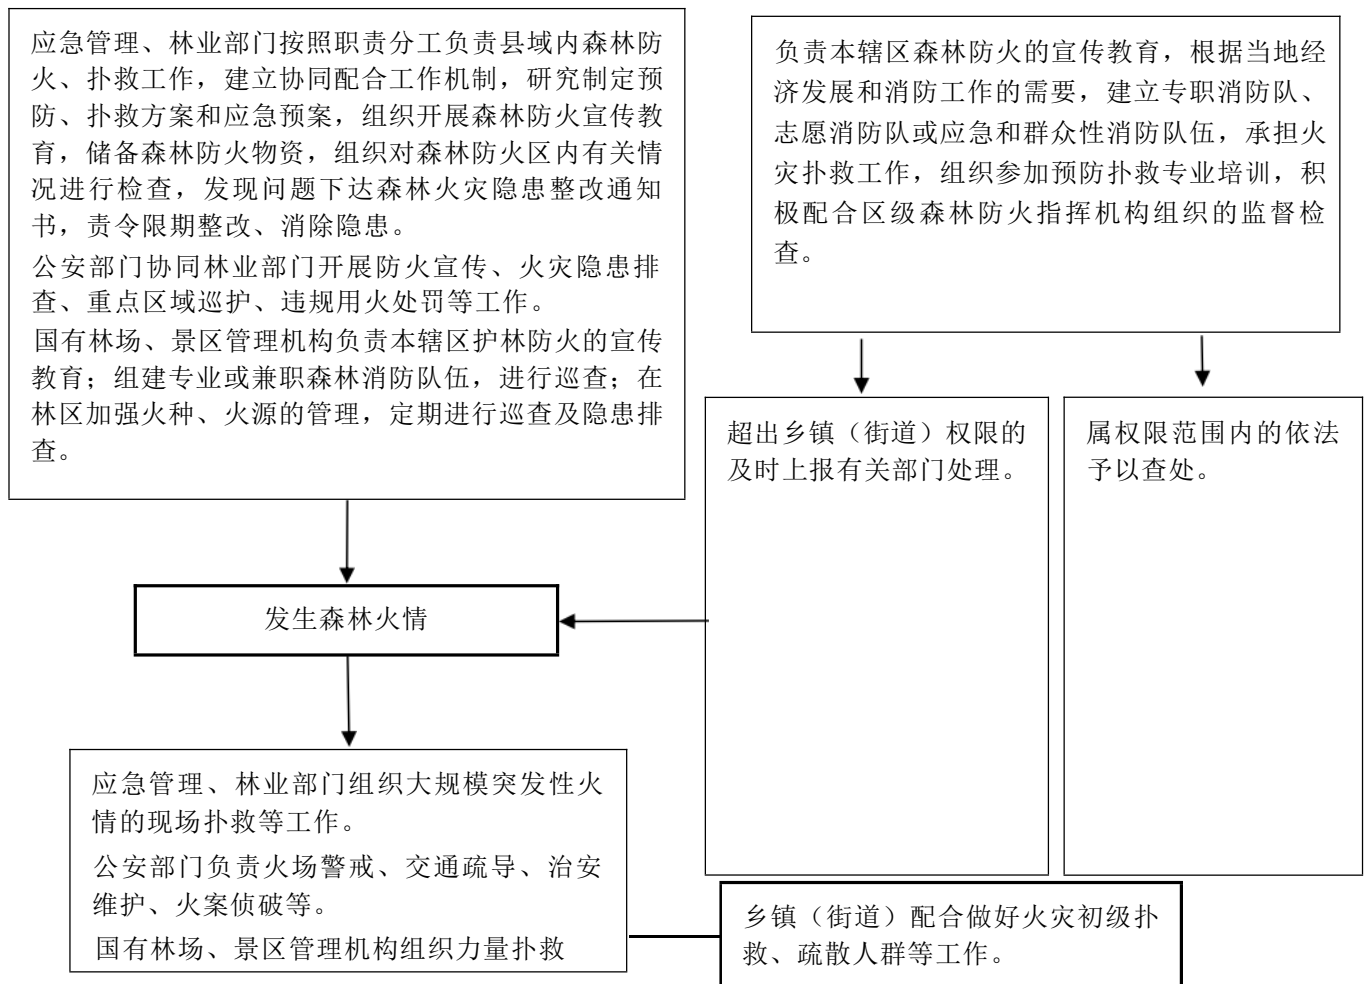 应急管理、林业部门按照职责分工负责县域内森林防
火、扑救工作，建立协同配合工作机制，研究制定预
防、扑救方案和应急预案，组织开展森林防火宣传教
育，储备森林防火物资，组织对森林防火区内有关情
况进行检查，发现问题下达森林火灾隐患整改通知
书，责令限期整改、消除隐患。
公安部门协同林业部门开展防火宣传、火灾隐患排
查、重点区域巡护、违规用火处罚等工作。
国有林场、景区管理机构负责本辖区护林防火的宣传
教育；组建专业或兼职森林消防队伍，进行巡查；在
林区加强火种、火源的管理，定期进行巡查及隐患排
查。
负责本辖区森林防火的宣传教育，根据当地经
济发展和消防工作的需要，建立专职消防队、
志愿消防队或应急和群众性消防队伍，承担火
灾扑救工作，组织参加预防扑救专业培训，积
极配合区级森林防火指挥机构组织的监督检
查。
超出乡镇（街道）权限的
及时上报有关部门处理。
属权限范围内的依法
予以查处。
发生森林火情
应急管理、林业部门组织大规模突发性火
情的现场扑救等工作。
公安部门负责火场警戒、交通疏导、治安
维护、火案侦破等。
国有林场、景区管理机构组织力量扑救
乡镇（街道）配合做好火灾初级扑
救、疏散人群等工作。